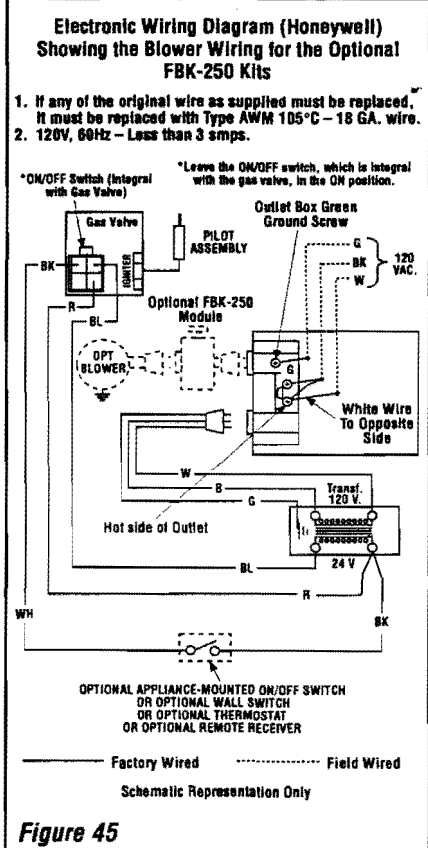 Electronic Wiring Diagram (Honeywell)
Showing the Blower Wiring for the Optional
FBK-250 Kits
1. If any of the original wire as supplied must be replaced,
it must be replaced with Type AWM 105°C – 18 GA. wire.
2. 120V, 60Hz – Less than 3 amps.
*Leave the ON/OFF switch, which is integral
with the gas valve, in the ON position.
*ON/OFF Switch (Integral
with Gas Valve)
Outlet Box Green
Ground Screw
Gas Valve
PILOT
ASSEMBLY
IGNITER
G
BK
W
120
VAC.
BK
R
BL
Optional FBK-250
Module
OPT
BLOWER
G
White Wire
To Opposite
Side
W
B
G
Transf.
120 V.
Hot side of Outlet
24 V
BL
R
WH
BK
OPTIONAL APPLIANCE-MOUNTED ON/OFF SWITCH
OR OPTIONAL WALL SWITCH
OR OPTIONAL THERMOSTAT
OR OPTIONAL REMOTE RECEIVER
Factory Wired
Field Wired
Schematic Representation Only
Figure 45